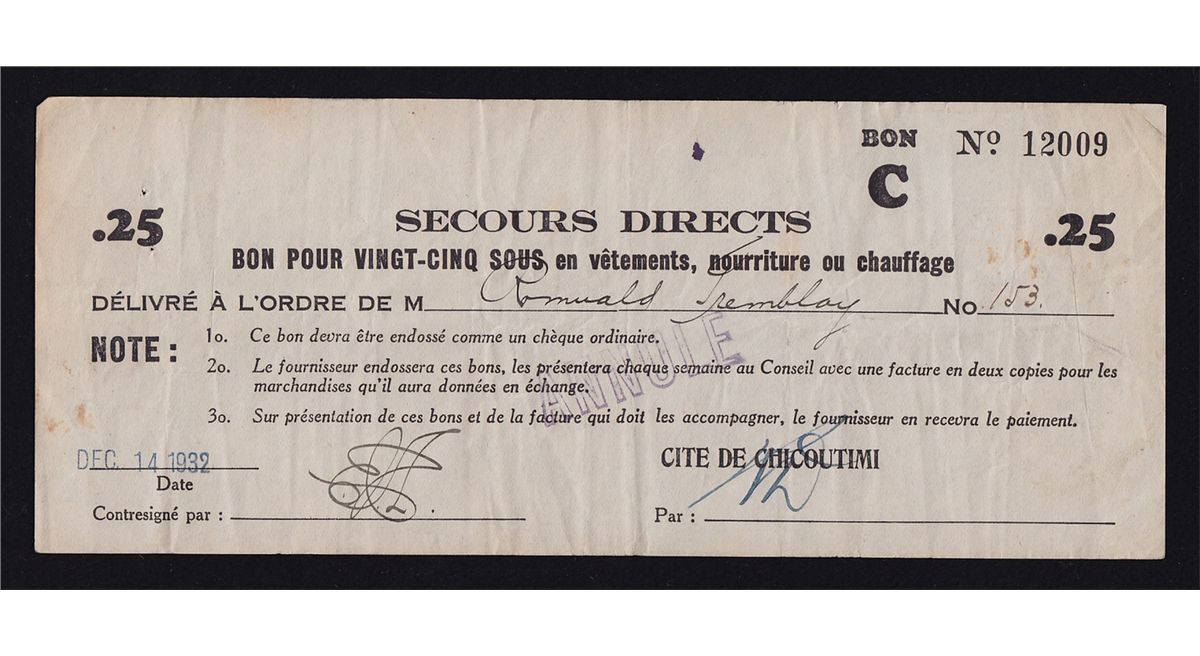 BON Nº 12009
C
.25 SECOURS DIRECTS .25
BON POUR VINGT-CINQ SOUS en vêtements, nourriture ou chauffage
DÉLIVRÉ À L'ORDRE DE M Romuald Tremblay No 153.
NOTE :
1o. Ce bon devra être endossé comme un chèque ordinaire.
2o. Le fournisseur endossera ces bons, les présentera chaque semaine au Conseil avec une facture en deux copies pour les
marchandises qu'il aura données en échange.
3o. Sur présentation de ces bons et de la facture qui doit les accompagner, le fournisseur en recevra le paiement.
ANNULE
DEC 14 1932
Date
CITE DE CHICOUTIMI
Contresigné par :
Par :